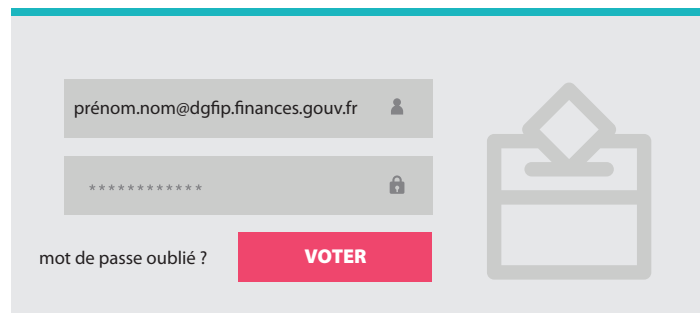 prénom.nom@dgfip.finances.gouv.fr
************
mot de passe oublié ?
VOTER